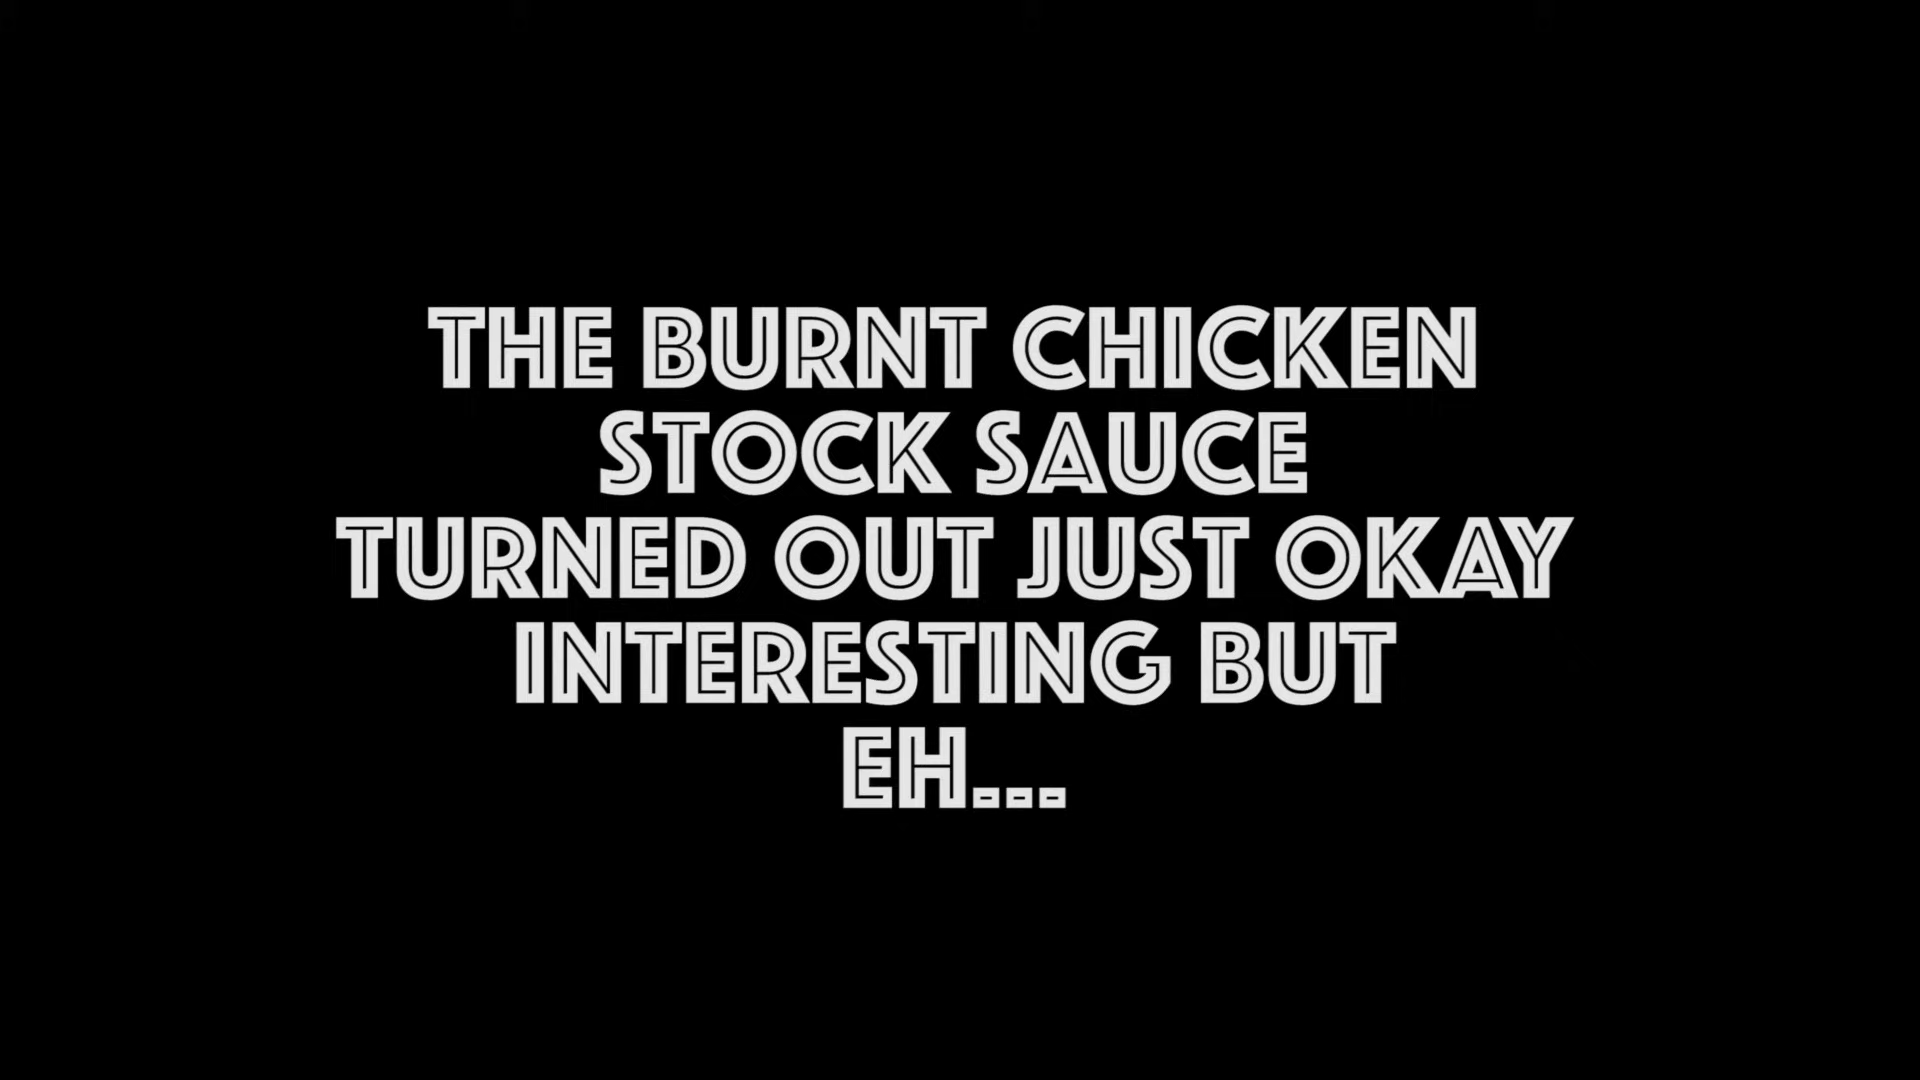 THE BURNT CHICKEN
STOCK SAUCE
TURNED OUT JUST OKAY
INTERESTING BUT
EH...